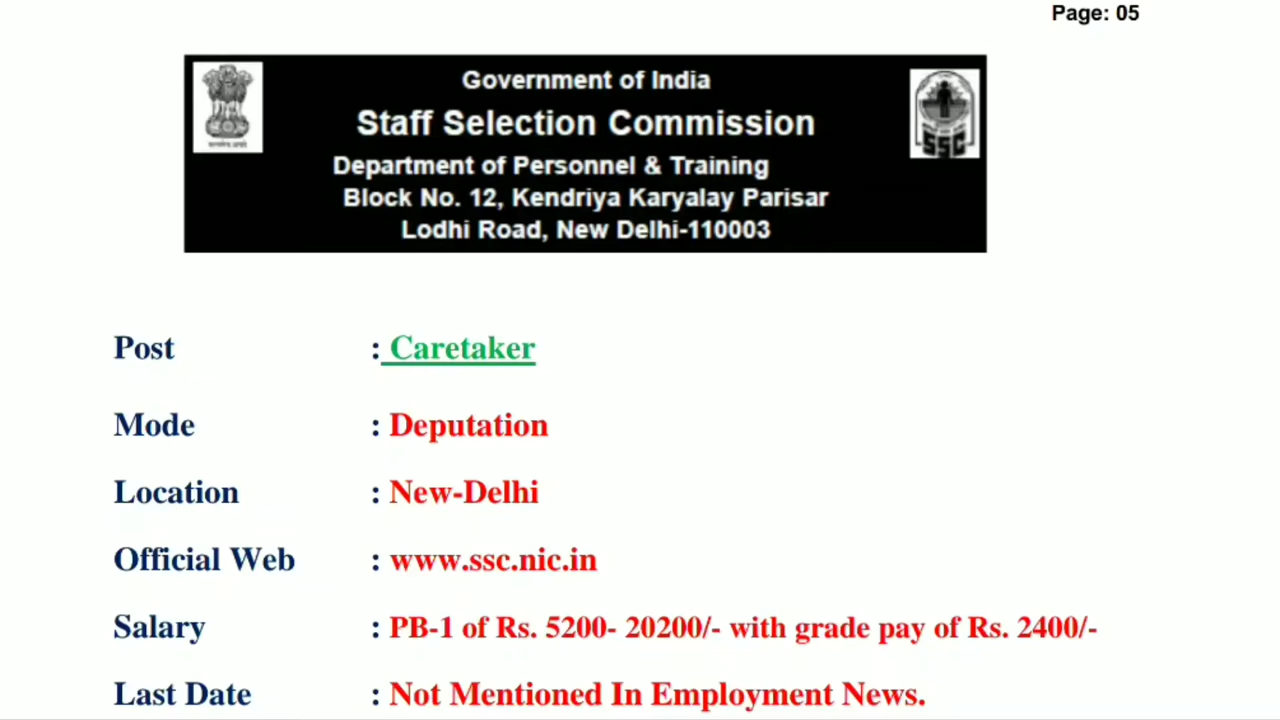 Page: 05
Government of India
Staff Selection Commission
Department of Personnel & Training
Block No. 12, Kendriya Karyalay Parisar
Lodhi Road, New Delhi-110003
SSC
Post : Caretaker
Mode : Deputation
Location : New-Delhi
Official Web : www.ssc.nic.in
Salary : PB-1 of Rs. 5200- 20200/- with grade pay of Rs. 2400/-
Last Date : Not Mentioned In Employment News.